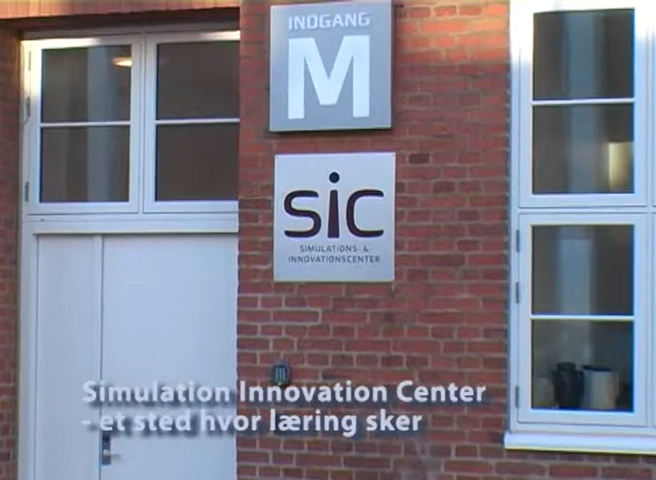 INDGANG
M
SiC
SIMULATIONS- &
INNOVATIONSCENTER
Simulation Innovation Center
- et sted hvor læring sker